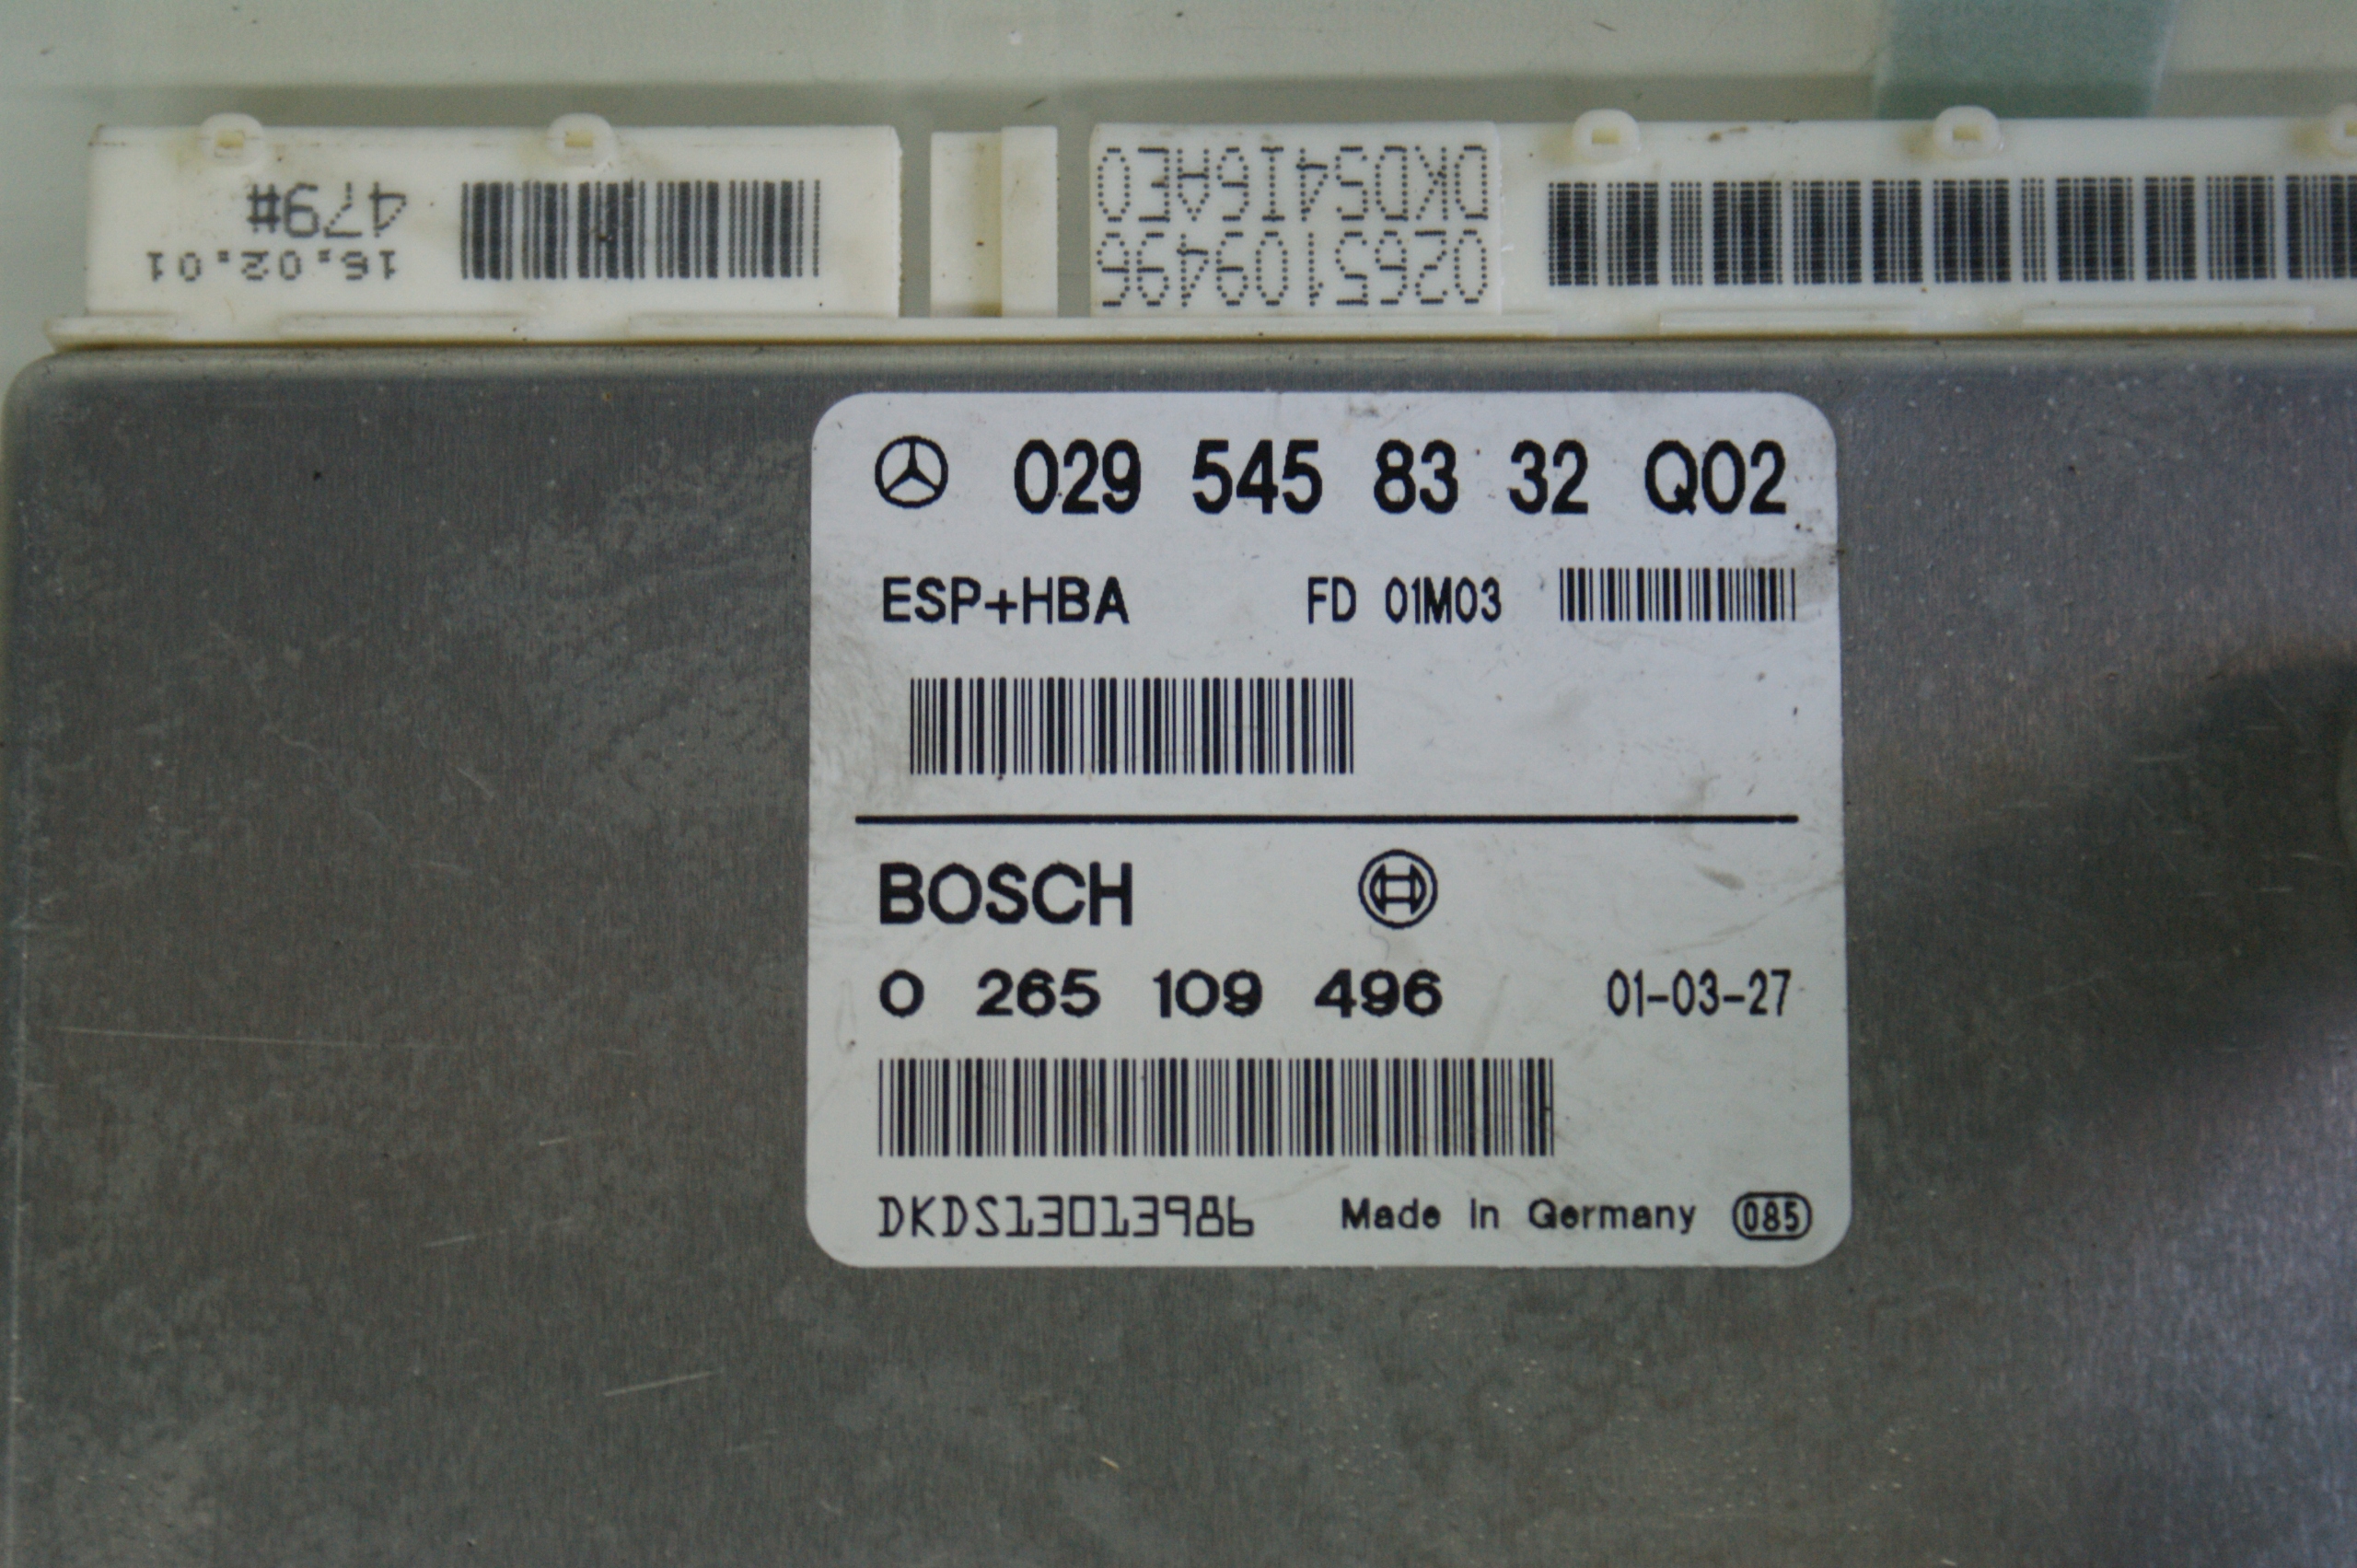 479#
16.02.01
DKDS4I6AE0
0265109496
029 545 83 32 Q02
ESP+HBA FD 01M03
BOSCH
0 265 109 496 01-03-27
DKDS13013986 Made in Germany 085